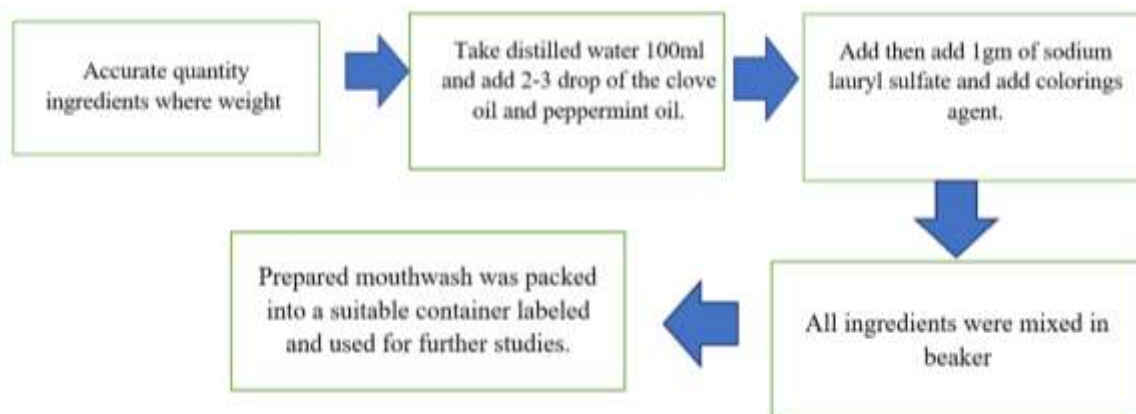 Accurate quantity
ingredients where weight
Take distilled water 100ml
and add 2-3 drop of the clove
oil and peppermint oil.
Add then add 1gm of sodium
lauryl sulfate and add colorings
agent.
All ingredients were mixed in
beaker
Prepared mouthwash was packed
into a suitable container labeled
and used for further studies.